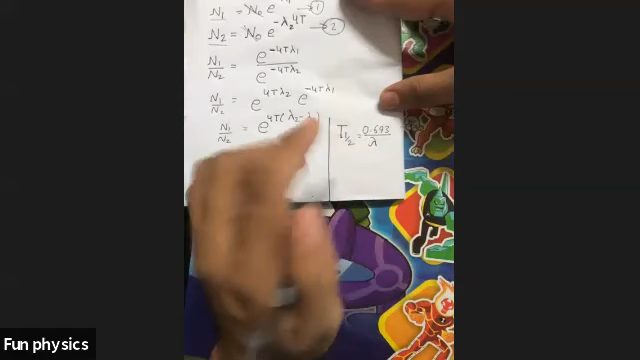 N₁ = N₀ e → ①
N₂ = N₀ e^{-λ₂4T} → ②
N₁/N₂ = e^{-4Tλ₁}/e^{-4Tλ₂}
N₁/N₂ = e^{4Tλ₂} e^{-4Tλ₁}
N₁/N₂ = e^{4T(λ₂-λ₁)}
T₁/₂ = 0.693/λ
Fun physics